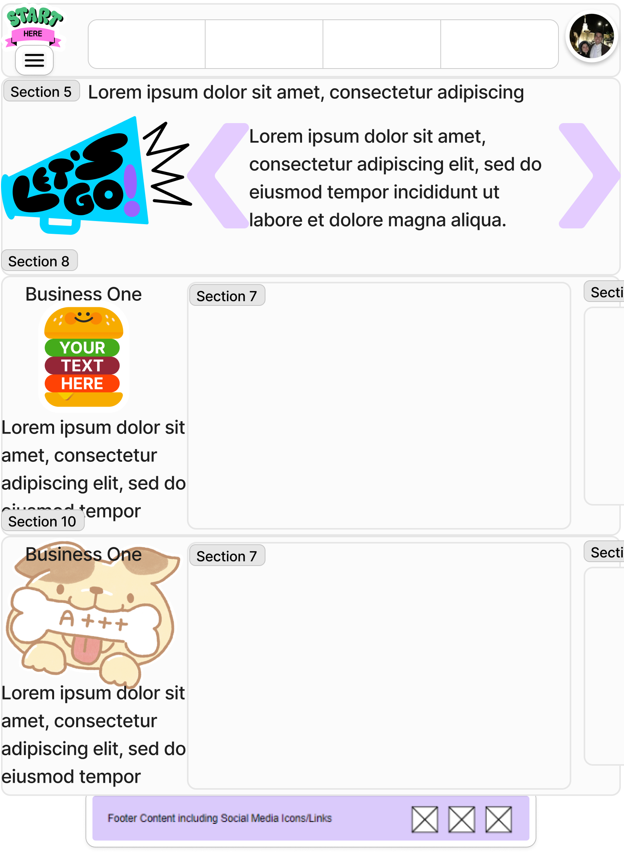 START
HERE
Section 5
Lorem ipsum dolor sit amet, consectetur adipiscing
LET'S
GO!
Lorem ipsum dolor sit amet,
consectetur adipiscing elit, sed do
eiusmod tempor incididunt ut
labore et dolore magna aliqua.
Section 8
Business One
YOUR
TEXT
HERE
Lorem ipsum dolor sit
amet, consectetur
adipiscing elit, sed do
eiusmod tempor
Section 7
Secti
Section 10
Business One
A+++
Lorem ipsum dolor sit
amet, consectetur
adipiscing elit, sed do
eiusmod tempor
Section 7
Secti
Footer Content including Social Media Icons/Links